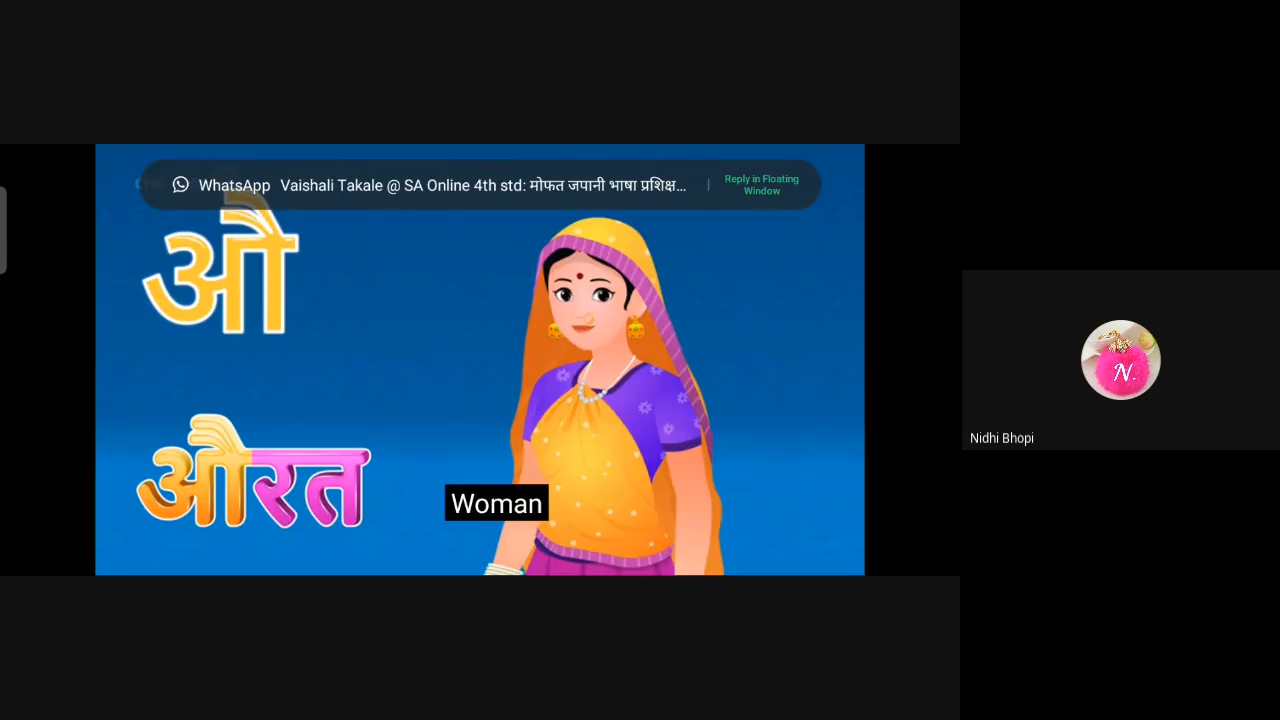 WhatsApp Vaishali Takale @ SA Online 4th std: मोफत जपानी भाषा प्रशिक्ष...
Reply in Floating
Window
औ
औरत
Woman
N.
Nidhi Bhopi